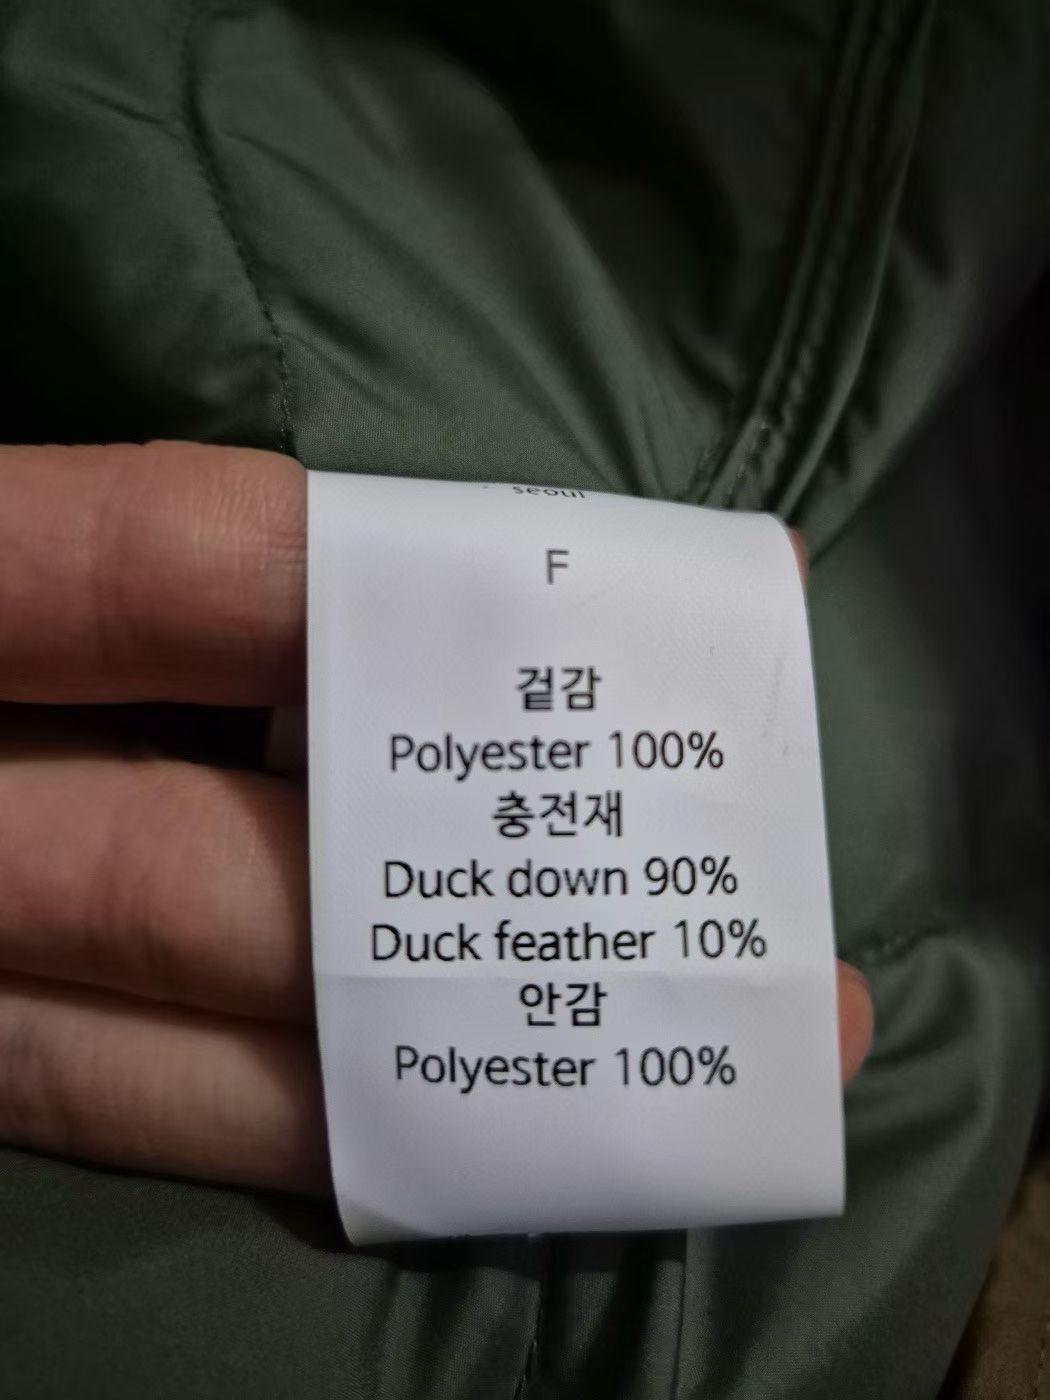 seoul
F
겉감
Polyester 100%
충전재
Duck down 90%
Duck feather 10%
안감
Polyester 100%